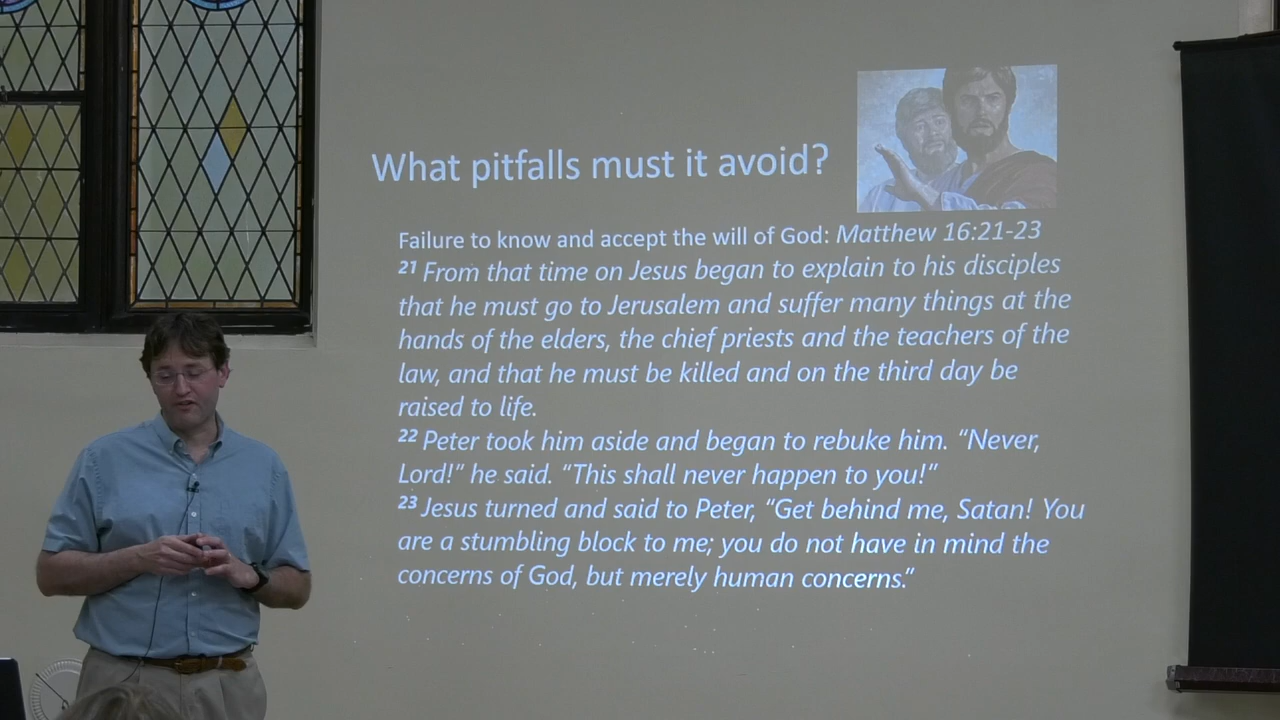 What pitfalls must it avoid?
Failure to know and accept the will of God: Matthew 16:21-23
21 From that time on Jesus began to explain to his disciples
that he must go to Jerusalem and suffer many things at the
hands of the elders, the chief priests and the teachers of the
law, and that he must be killed and on the third day be
raised to life.
22 Peter took him aside and began to rebuke him. “Never,
Lord!” he said. “This shall never happen to you!”
23 Jesus turned and said to Peter, “Get behind me, Satan! You
are a stumbling block to me; you do not have in mind the
concerns of God, but merely human concerns.”